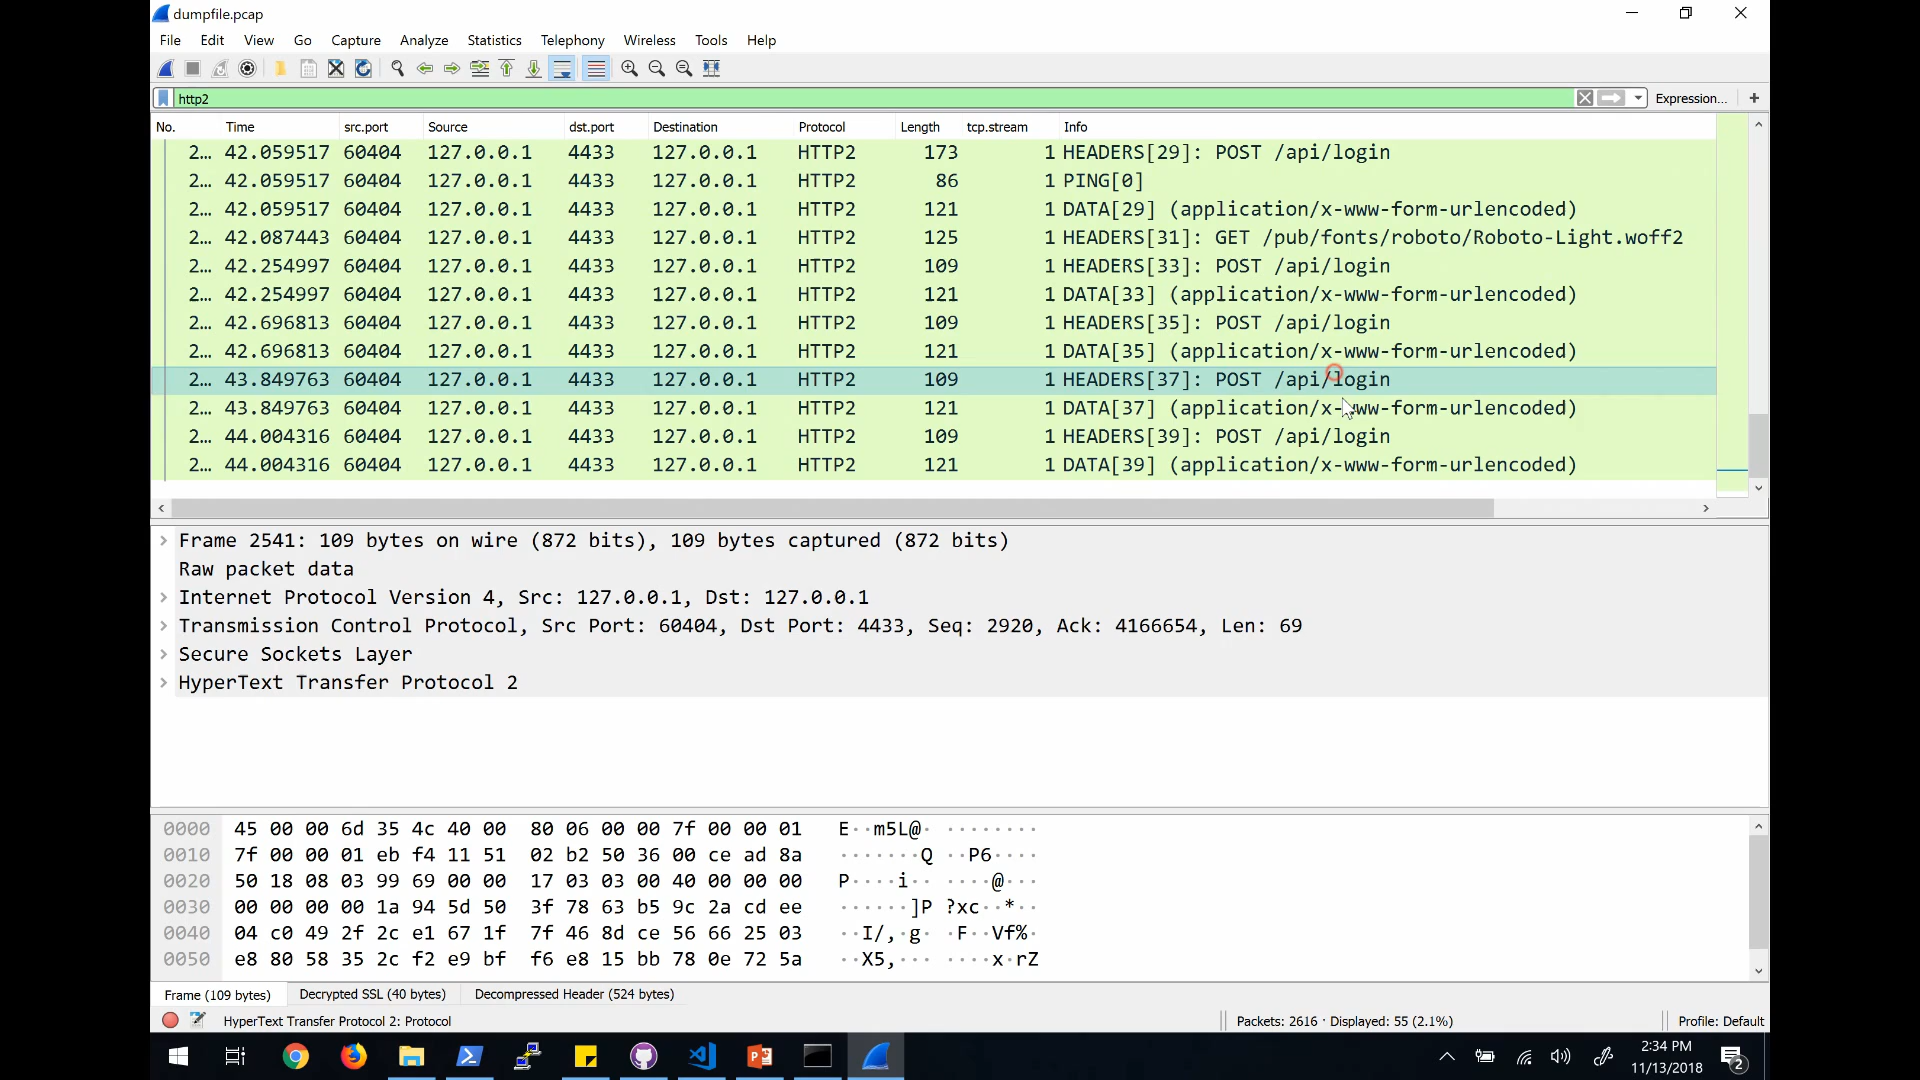 dumpfile.pcap
File Edit View Go Capture Analyze Statistics Telephony Wireless Tools Help
http2 Expression... +
No. Time src.port Source dst.port Destination Protocol Length tcp.stream Info
2... 42.059517 60404 127.0.0.1 4433 127.0.0.1 HTTP2 173 1 HEADERS[29]: POST /api/login
2... 42.059517 60404 127.0.0.1 4433 127.0.0.1 HTTP2 86 1 PING[0]
2... 42.059517 60404 127.0.0.1 4433 127.0.0.1 HTTP2 121 1 DATA[29] (application/x-www-form-urlencoded)
2... 42.087443 60404 127.0.0.1 4433 127.0.0.1 HTTP2 125 1 HEADERS[31]: GET /pub/fonts/roboto/Roboto-Light.woff2
2... 42.254997 60404 127.0.0.1 4433 127.0.0.1 HTTP2 109 1 HEADERS[33]: POST /api/login
2... 42.254997 60404 127.0.0.1 4433 127.0.0.1 HTTP2 121 1 DATA[33] (application/x-www-form-urlencoded)
2... 42.696813 60404 127.0.0.1 4433 127.0.0.1 HTTP2 109 1 HEADERS[35]: POST /api/login
2... 42.696813 60404 127.0.0.1 4433 127.0.0.1 HTTP2 121 1 DATA[35] (application/x-www-form-urlencoded)
2... 43.849763 60404 127.0.0.1 4433 127.0.0.1 HTTP2 109 1 HEADERS[37]: POST /api/login
2... 43.849763 60404 127.0.0.1 4433 127.0.0.1 HTTP2 121 1 DATA[37] (application/x-www-form-urlencoded)
2... 44.004316 60404 127.0.0.1 4433 127.0.0.1 HTTP2 109 1 HEADERS[39]: POST /api/login
2... 44.004316 60404 127.0.0.1 4433 127.0.0.1 HTTP2 121 1 DATA[39] (application/x-www-form-urlencoded)
Frame 2541: 109 bytes on wire (872 bits), 109 bytes captured (872 bits)
Raw packet data
Internet Protocol Version 4, Src: 127.0.0.1, Dst: 127.0.0.1
Transmission Control Protocol, Src Port: 60404, Dst Port: 4433, Seq: 2920, Ack: 4166654, Len: 69
Secure Sockets Layer
HyperText Transfer Protocol 2
0000 45 00 00 6d 35 4c 40 00 80 06 00 00 7f 00 00 01 E··m5L@· ········
0010 7f 00 00 01 eb f4 11 51 02 b2 50 36 00 ce ad 8a ·······Q ··P6····
0020 50 18 08 03 99 69 00 00 17 03 03 00 40 00 00 00 P····i·· ····@···
0030 00 00 00 00 1a 94 5d 50 3f 78 63 b5 9c 2a cd ee ······]P ?xc··*··
0040 04 c0 49 2f 2c e1 67 1f 7f 46 8d ce 56 66 25 03 ··I/,·g· ·F··Vf%·
0050 e8 80 58 35 2c f2 e9 bf f6 e8 15 bb 78 0e 72 5a ··X5,··· ····x·rZ
Frame (109 bytes) Decrypted SSL (40 bytes) Decompressed Header (524 bytes)
HyperText Transfer Protocol 2: Protocol Packets: 2616 · Displayed: 55 (2.1%) Profile: Default
2:34 PM
11/13/2018
2